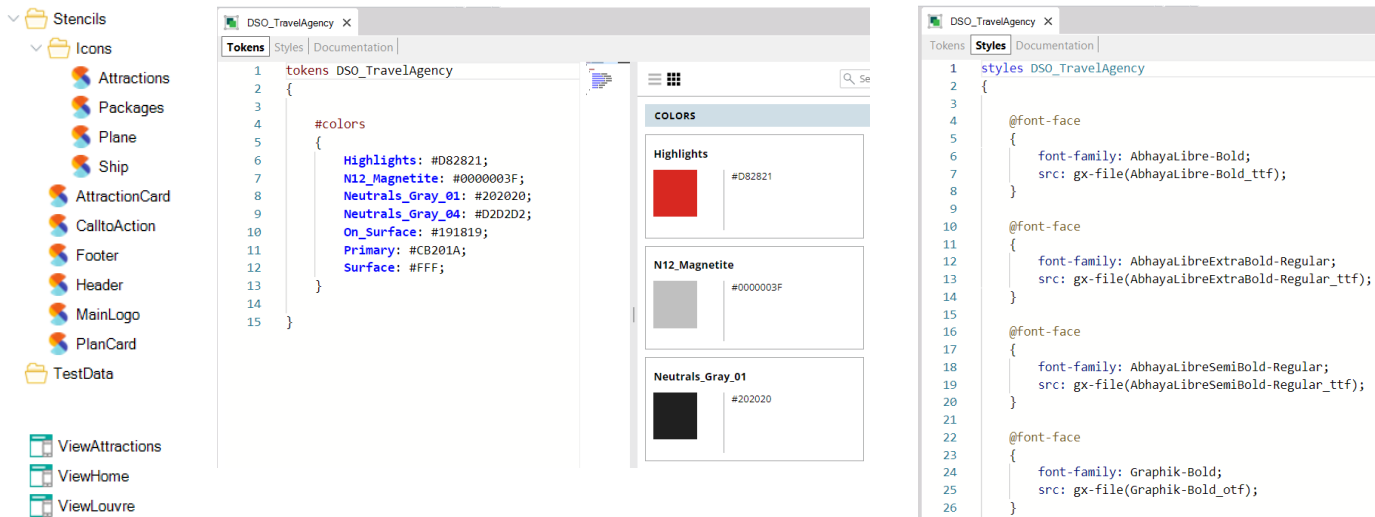 Stencils
Icons
Attractions
Packages
Plane
Ship
AttractionCard
CalltoAction
Footer
Header
MainLogo
PlanCard
TestData
ViewAttractions
ViewHome
ViewLouvre
DSO_TravelAgency
Tokens Styles Documentation
1 tokens DSO_TravelAgency
2 {
3
4 #colors
5 {
6 Highlights: #D82821;
7 N12_Magnetite: #0000003F;
8 Neutrals_Gray_01: #202020;
9 Neutrals_Gray_04: #D2D2D2;
10 On_Surface: #191819;
11 Primary: #CB201A;
12 Surface: #FFF;
13 }
14
15 }
Se
COLORS
Highlights
#D82821
N12_Magnetite
#0000003F
Neutrals_Gray_01
#202020
DSO_TravelAgency
Tokens Styles Documentation
1 styles DSO_TravelAgency
2 {
3
4 @font-face
5 {
6 font-family: AbhayaLibre-Bold;
7 src: gx-file(AbhayaLibre-Bold_ttf);
8 }
9
10 @font-face
11 {
12 font-family: AbhayaLibreExtraBold-Regular;
13 src: gx-file(AbhayaLibreExtraBold-Regular_ttf);
14 }
15
16 @font-face
17 {
18 font-family: AbhayaLibreSemiBold-Regular;
19 src: gx-file(AbhayaLibreSemiBold-Regular_ttf);
20 }
21
22 @font-face
23 {
24 font-family: Graphik-Bold;
25 src: gx-file(Graphik-Bold_otf);
26 }